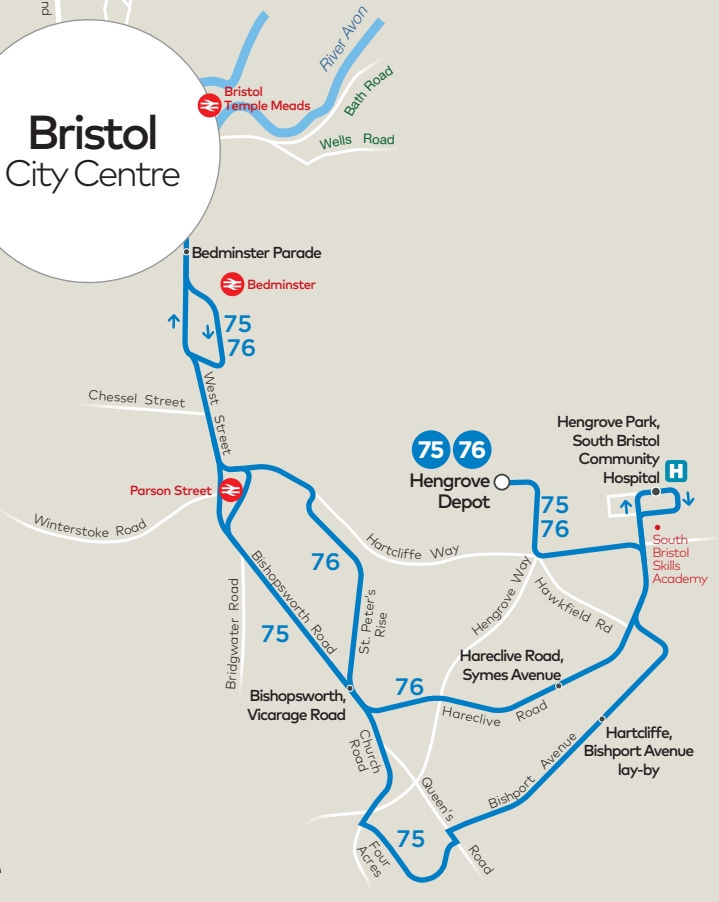 nd
River Avon
Bristol
Temple Meads
Bath Road
Wells Road
Bristol
City Centre
Bedminster Parade
Bedminster
75
76
Chessel Street
West Street
Hengrove Park,
South Bristol
Community
Hospital
H
75 76
Hengrove
Depot
Parson Street
75
76
Winterstoke Road
Hartcliffe Way
South
Bristol
Skills
Academy
76
Hengrove Way
Hawkfield Rd
Bishopsworth Road
Bridgwater Road
St. Peter's
Rise
75
Hareclive Road,
Symes Avenue
Bishopsworth,
Vicarage Road
76
Hareclive Road
Church
Road
Hartcliffe,
Bishport Avenue
lay-by
Queen's Road
Bishport Avenue
75
Four
Acres